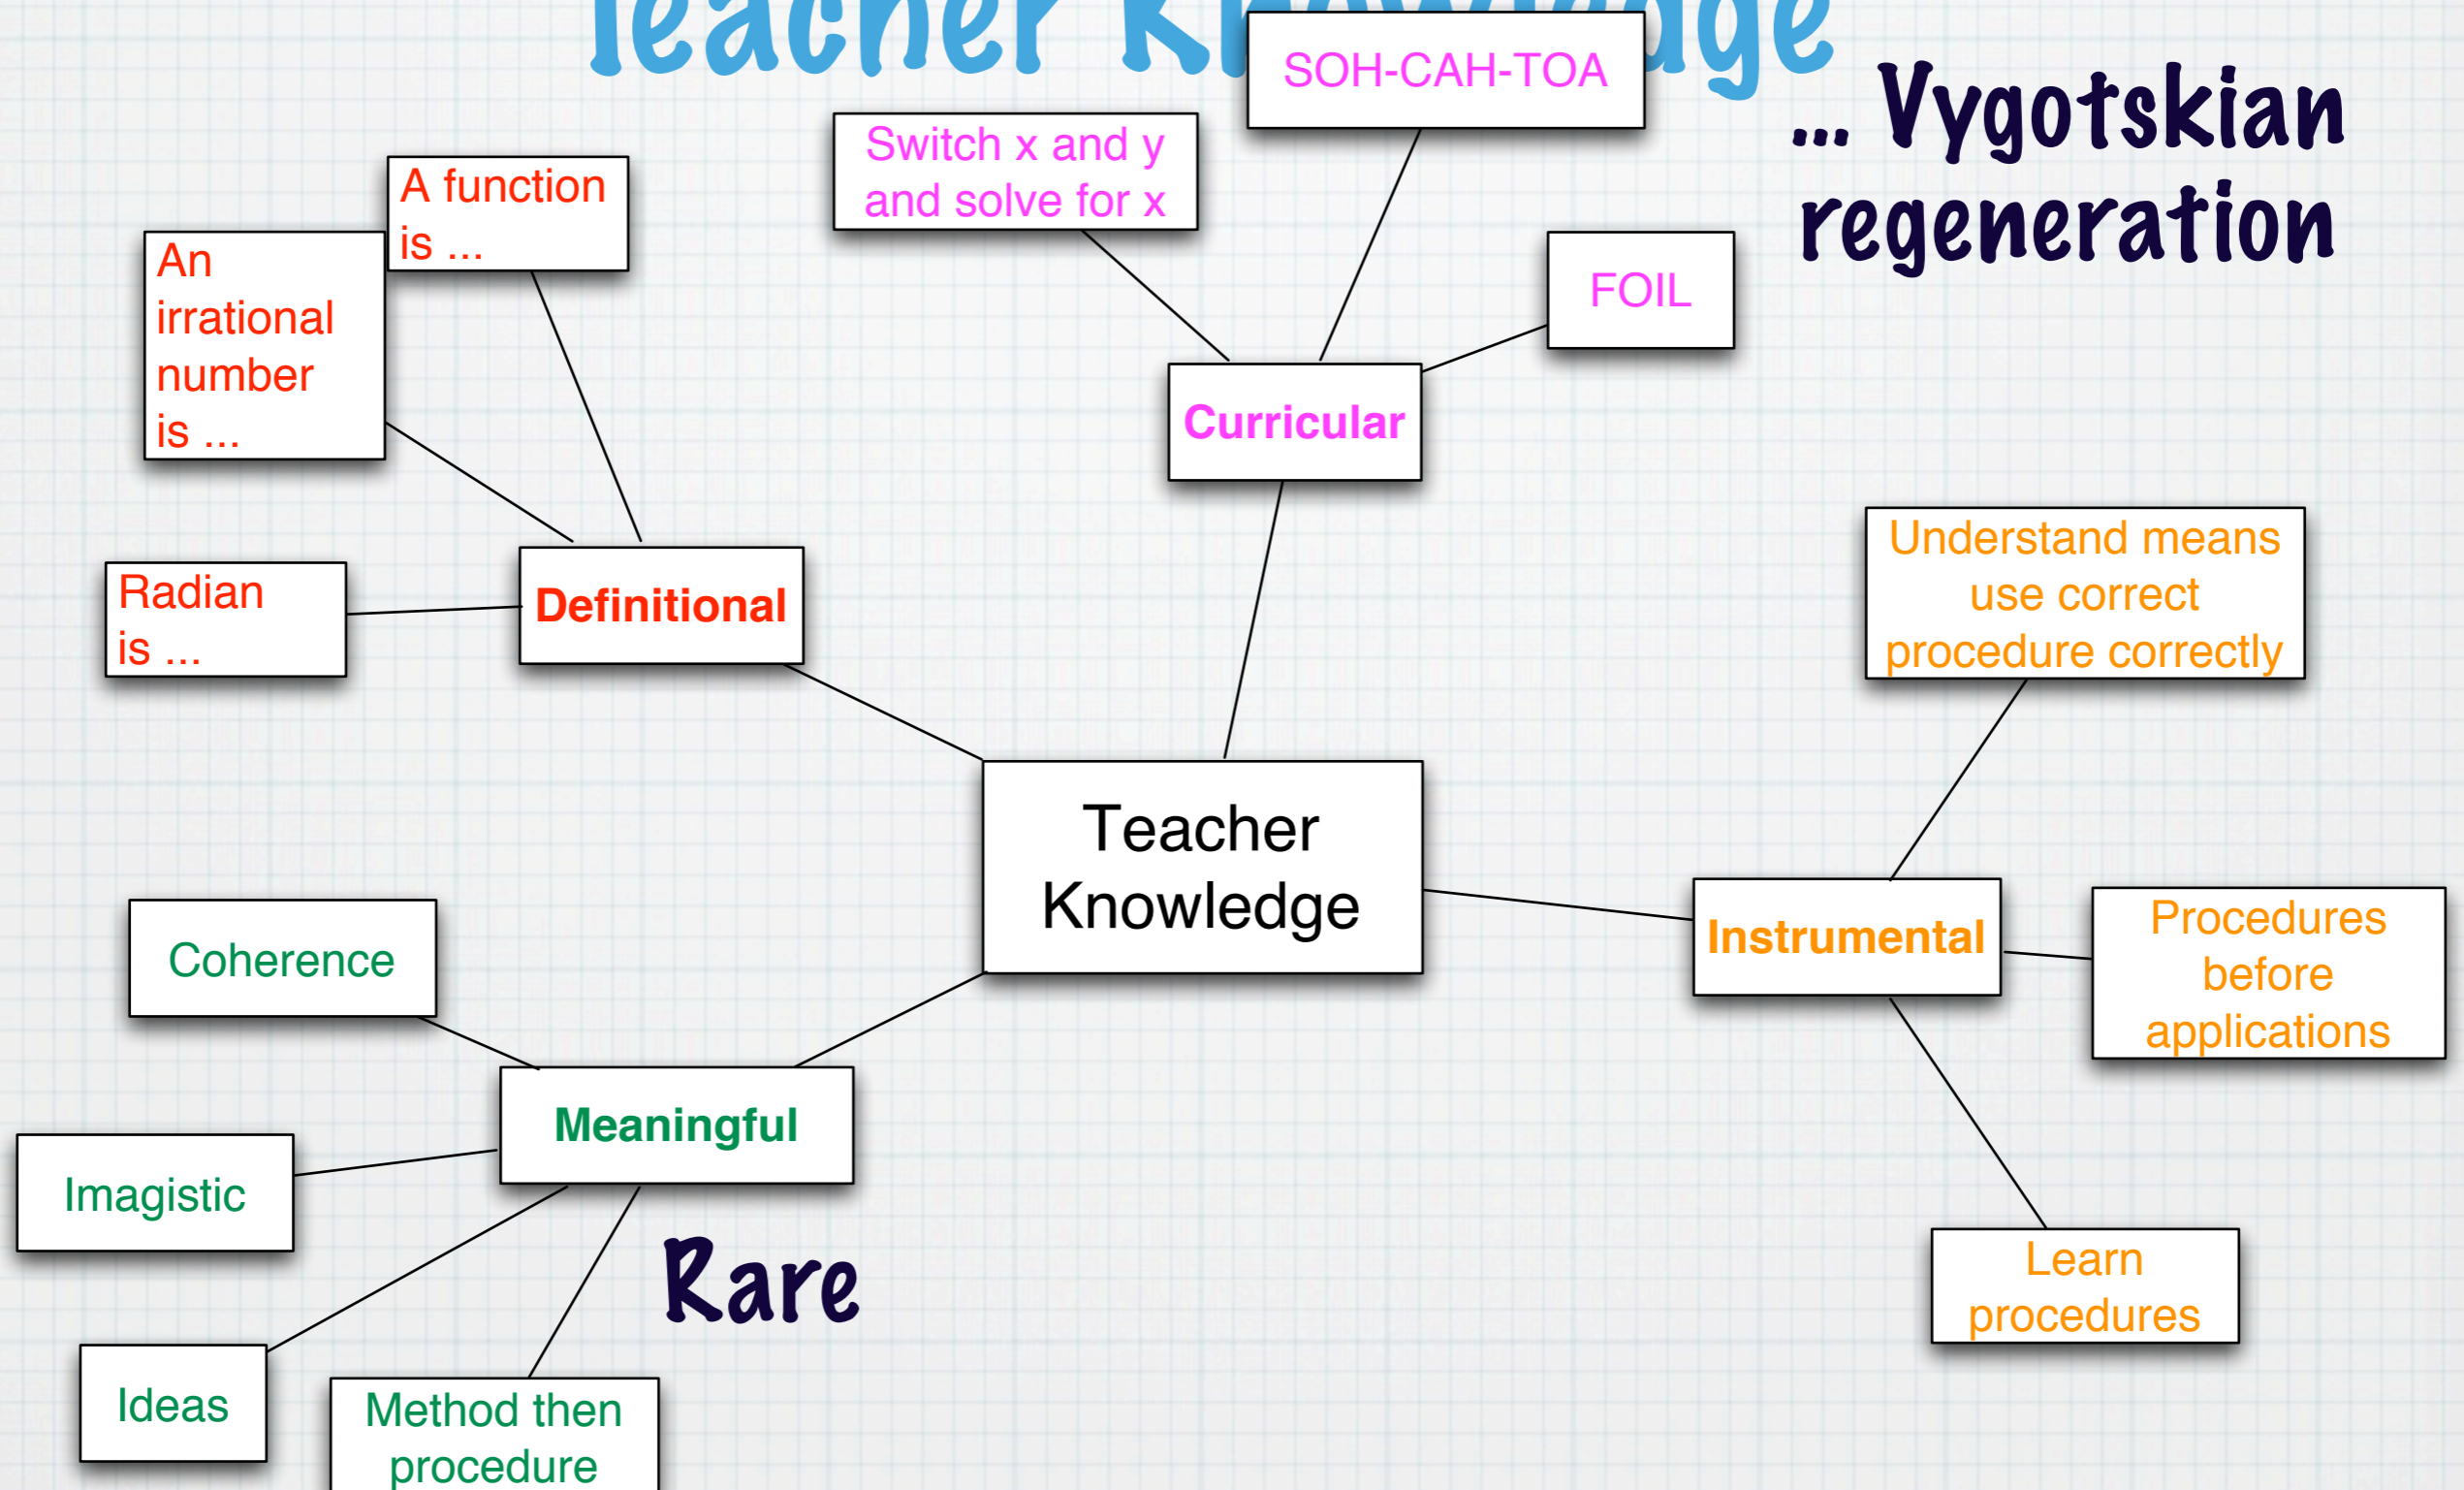 Teacher Knowledge
SOH-CAH-TOA
... Vygotskian
regeneration
Switch x and y
and solve for x
A function
is ...
An
irrational
number
is ...
FOIL
Curricular
Understand means
use correct
procedure correctly
Radian
is ...
Definitional
Teacher
Knowledge
Instrumental
Procedures
before
applications
Coherence
Meaningful
Imagistic
Rare
Learn
procedures
Ideas
Method then
procedure